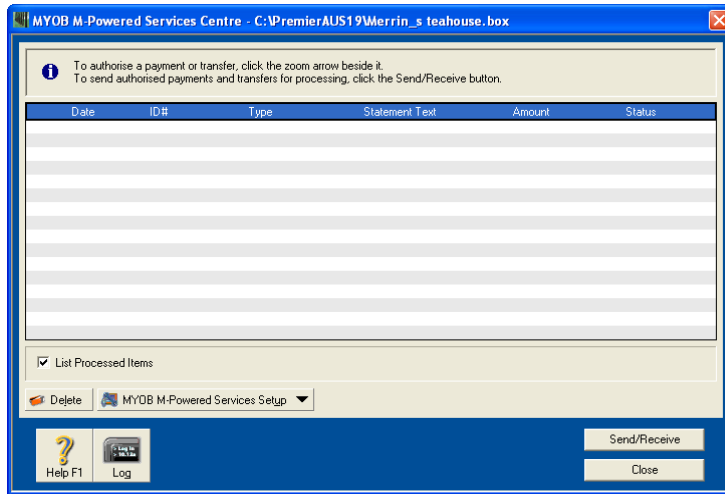 MYOB M-Powered Services Centre - C:\PremierAUS19\Merrin_s teahouse.box
To authorise a payment or transfer, click the zoom arrow beside it.
To send authorised payments and transfers for processing, click the Send/Receive button.
Date ID# Type Statement Text Amount Status
List Processed Items
Delete MYOB M-Powered Services Setup
Send/Receive
Help F1 Log
Close